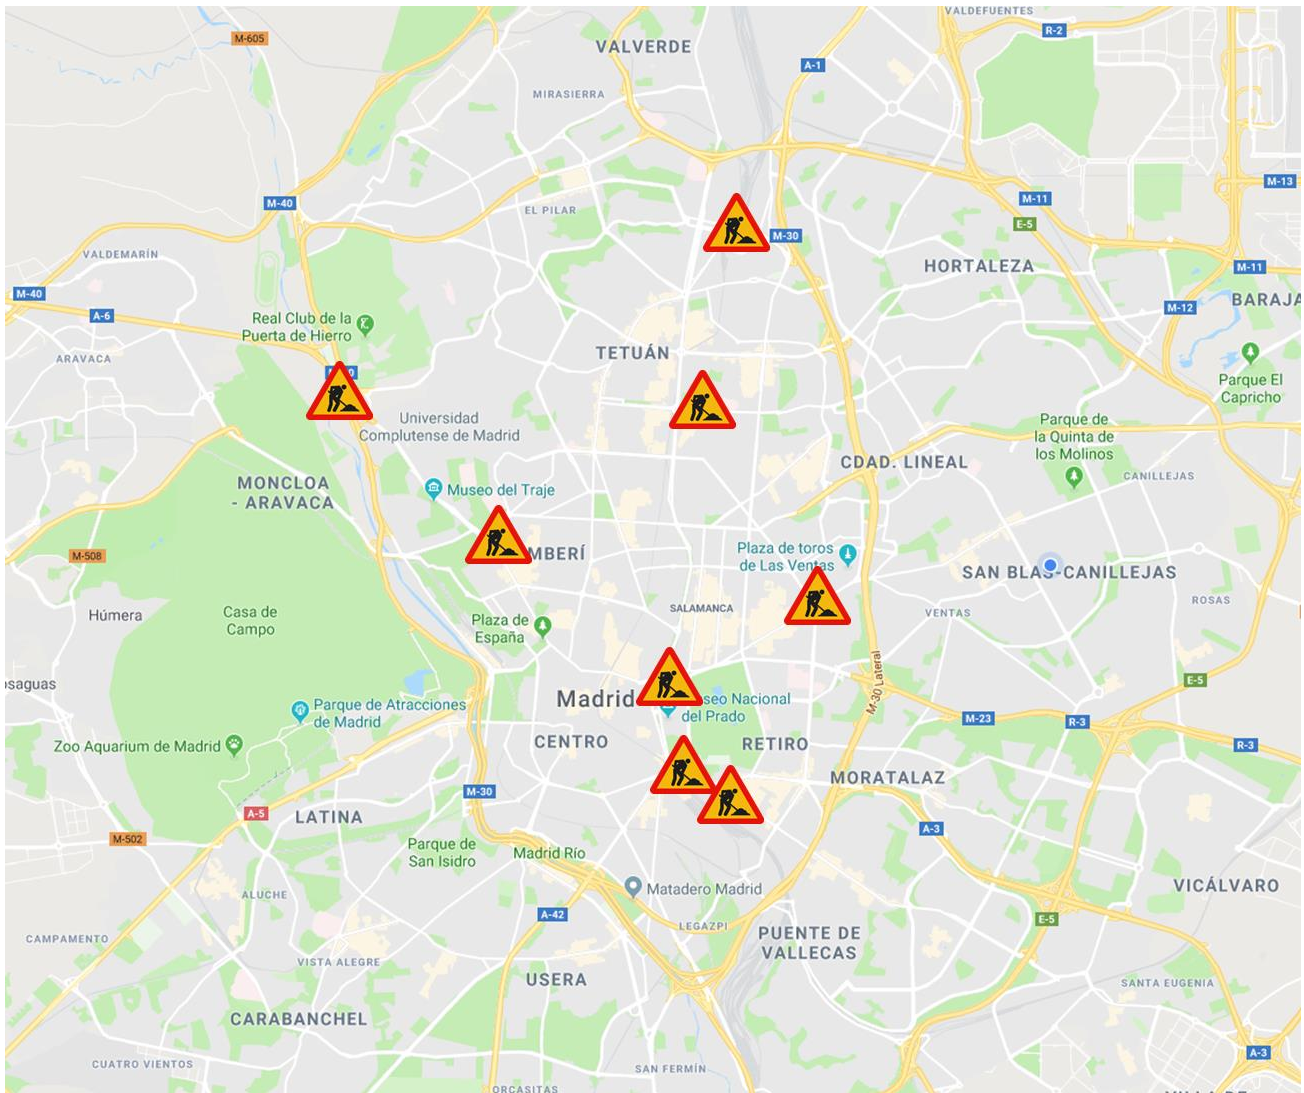 VALDEFUENTES
M-605
R-2
VALVERDE
A-1
MIRASIERRA
M-13
M-11
M-40
EL PILAR
E-5
M-30
VALDEMARÍN
HORTALEZA
M-11
M-40
BARAJA
M-12
A-6
Real Club de la
Puerta de Hierro
TETUÁN
ARAVACA
Parque El
Capricho
Universidad
Complutense de Madrid
Parque de
la Quinta de
los Molinos
CDAD. LINEAL
CANILLEJAS
MONCLOA
- ARAVACA
Museo del Traje
M-508
MBERÍ
Plaza de toros
de Las Ventas
SAN BLAS-CANILLEJAS
Húmera
Casa de
Campo
SALAMANCA
VENTAS
ROSAS
Plaza de
España
M-30 Lateral
osaguas
E-5
Madrid
seo Nacional
del Prado
Parque de Atracciones
de Madrid
M-23
R-3
Zoo Aquarium de Madrid
CENTRO
RETIRO
R-3
MORATALAZ
M-30
A-5
LATINA
A-3
M-502
Parque de
San Isidro
Madrid Río
Matadero Madrid
VICÁLVARO
ALUCHE
A-42
LEGAZPI
E-5
CAMPAMENTO
PUENTE DE
VALLECAS
VISTA ALEGRE
USERA
SANTA EUGENIA
CARABANCHEL
A-3
CUATRO VIENTOS
SAN FERMÍN
ORCASITAS